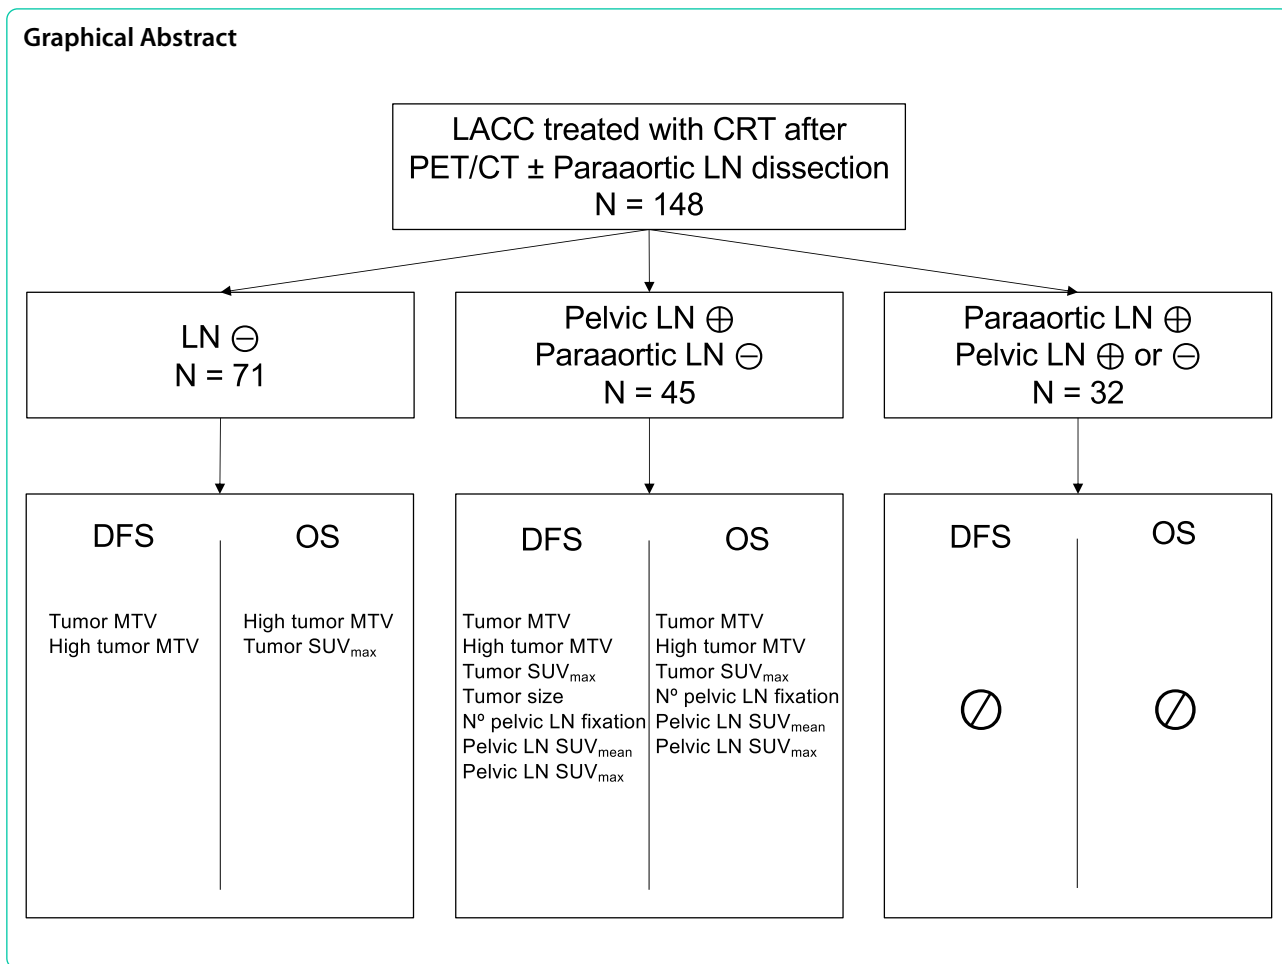 Graphical Abstract
LACC treated with CRT after
PET/CT ± Paraaortic LN dissection
N = 148
LN ⊖
N = 71
Pelvic LN ⊕
Paraaortic LN ⊖
N = 45
Paraaortic LN ⊕
Pelvic LN ⊕ or ⊖
N = 32
DFS
Tumor MTV
High tumor MTV
OS
High tumor MTV
Tumor SUVmax
DFS
Tumor MTV
High tumor MTV
Tumor SUVmax
Tumor size
Nº pelvic LN fixation
Pelvic LN SUVmean
Pelvic LN SUVmax
OS
Tumor MTV
High tumor MTV
Tumor SUVmax
Nº pelvic LN fixation
Pelvic LN SUVmean
Pelvic LN SUVmax
DFS
∅
OS
∅